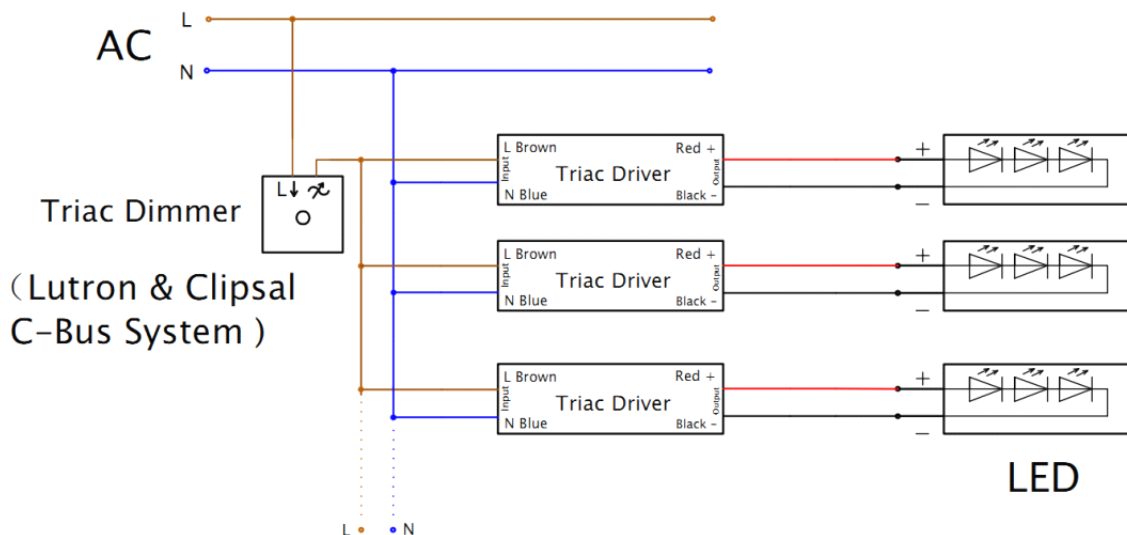 L
AC
N
L Brown
Red +
Input
Triac Driver
Output
N Blue
Black -
+
−
L
Triac Dimmer
(Lutron & Clipsal
C-Bus System )
L Brown
Red +
Input
Triac Driver
Output
N Blue
Black -
+
−
L Brown
Red +
Input
Triac Driver
Output
N Blue
Black -
+
−
LED
L
N